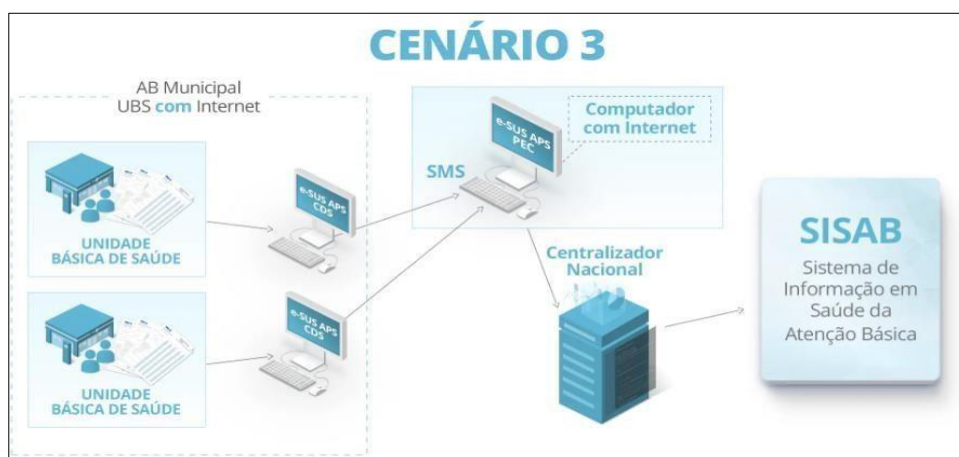 CENÁRIO 3
AB Municipal
UBS com Internet
UNIDADE
BÁSICA DE SAÚDE
e-SUS APS
CDS
UNIDADE
BÁSICA DE SAÚDE
e-SUS APS
CDS
SMS
e-SUS APS
PEC
Computador
com Internet
Centralizador
Nacional
SISAB
Sistema de
Informação em
Saúde da
Atenção Básica